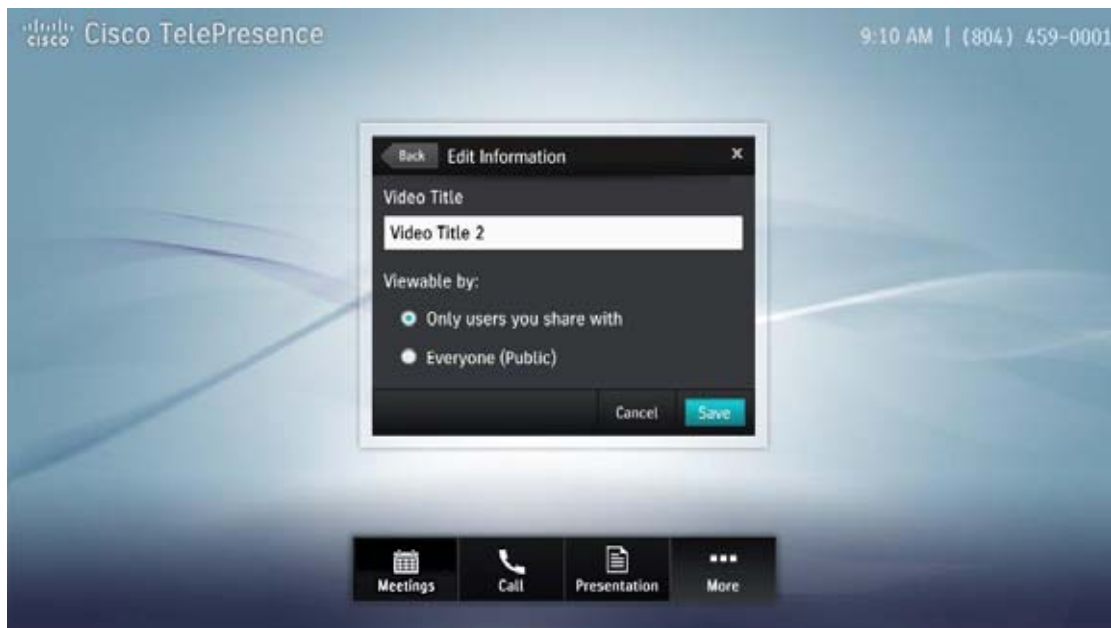 cisco Cisco TelePresence
9:10 AM | (804) 459-0001
Back Edit Information x
Video Title
Video Title 2
Viewable by:
Only users you share with
Everyone (Public)
Cancel Save
Meetings Call Presentation More